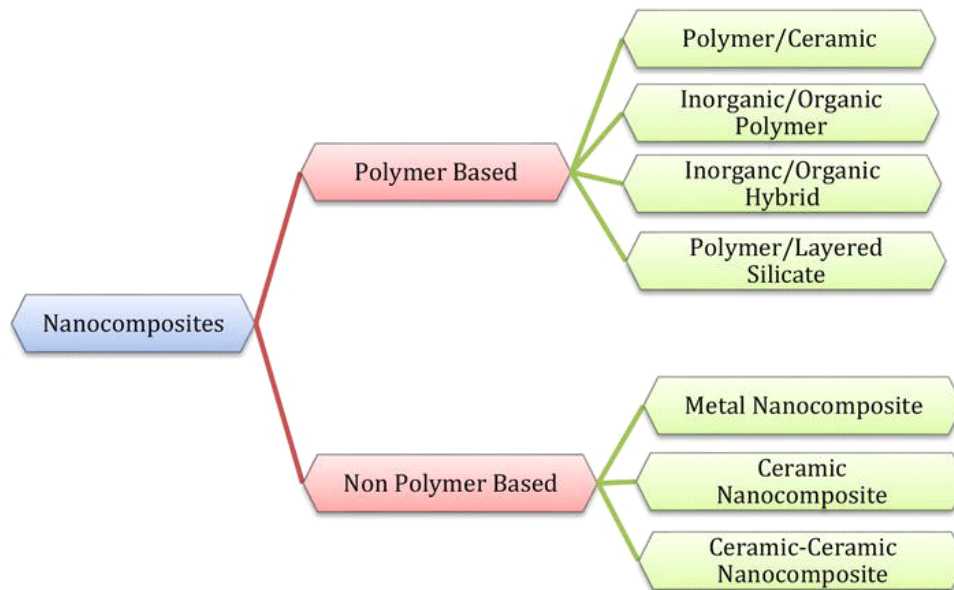 Polymer/Ceramic
Inorganic/Organic
Polymer
Polymer Based
Inorganc/Organic
Hybrid
Polymer/Layered
Silicate
Nanocomposites
Metal Nanocomposite
Non Polymer Based
Ceramic
Nanocomposite
Ceramic-Ceramic
Nanocomposite